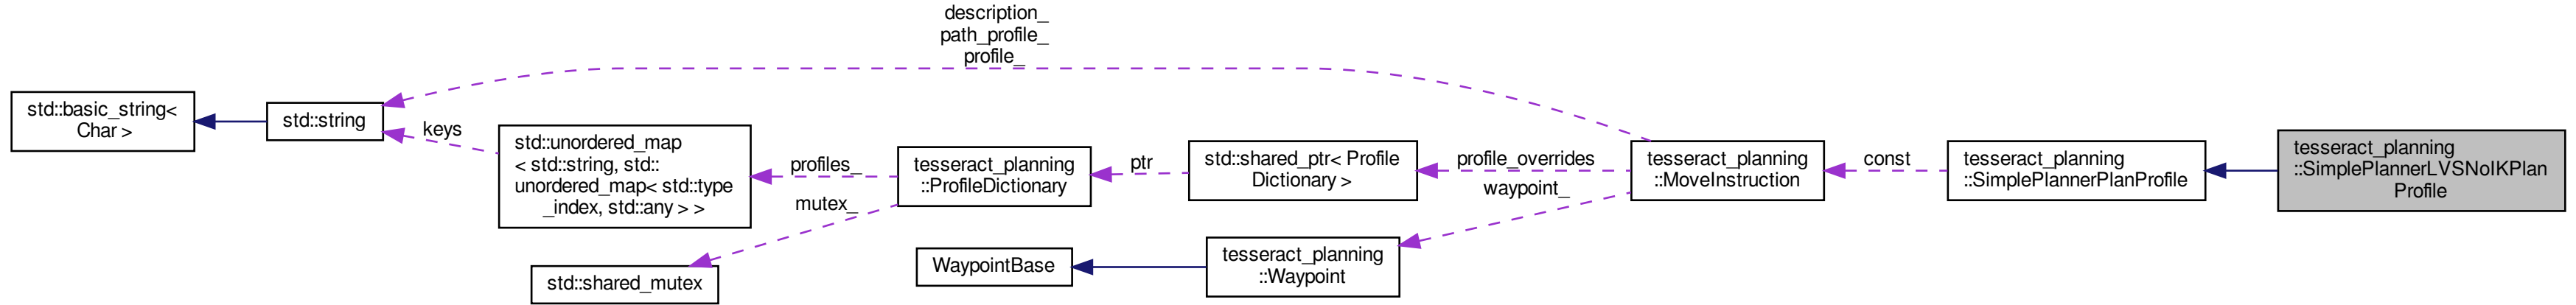 description_
path_profile_
profile_
std::basic_string<
Char >
std::string
keys
std::unordered_map
< std::string, std::
unordered_map< std::type
_index, std::any > >
profiles_
mutex_
std::shared_mutex
tesseract_planning
::ProfileDictionary
ptr
std::shared_ptr< Profile
Dictionary >
profile_overrides
waypoint_
WaypointBase
tesseract_planning
::Waypoint
tesseract_planning
::MoveInstruction
const
tesseract_planning
::SimplePlannerPlanProfile
tesseract_planning
::SimplePlannerLVSNoIKPlan
Profile